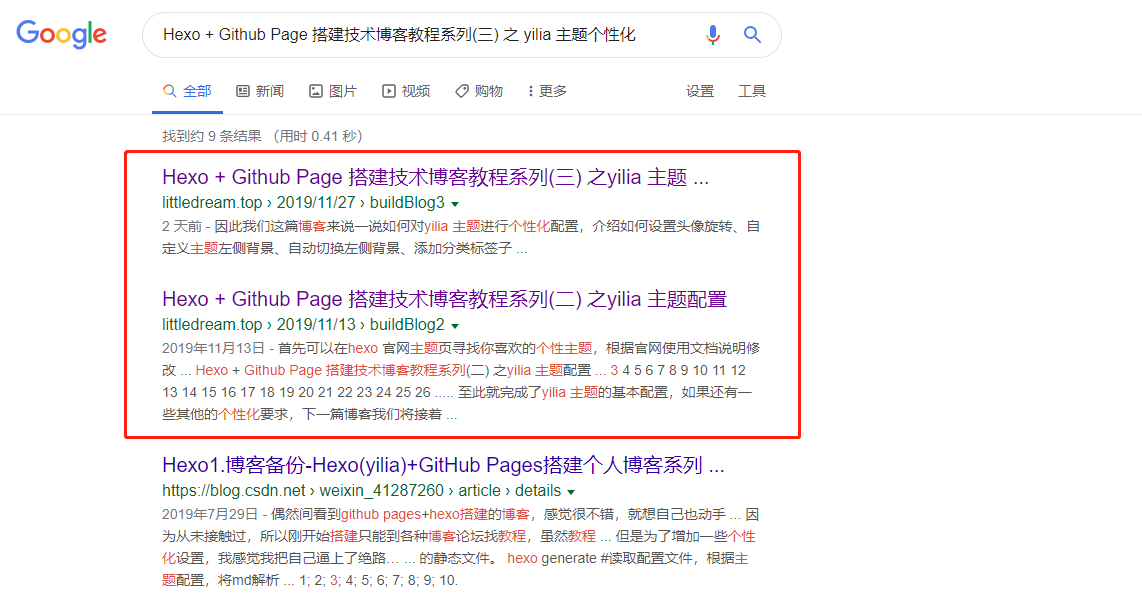 Google
Hexo + Github Page 搭建技术博客教程系列(三) 之 yilia 主题个性化
全部 新闻 图片 视频 购物 更多 设置 工具
找到约 9 条结果 （用时 0.41 秒）
Hexo + Github Page 搭建技术博客教程系列(三) 之yilia 主题 ...
littledream.top › 2019/11/27 › buildBlog3
2 天前 - 因此我们这篇博客来说一说如何对yilia 主题进行个性化配置，介绍如何设置头像旋转、自
定义主题左侧背景、自动切换左侧背景、添加分类标签子 ...
Hexo + Github Page 搭建技术博客教程系列(二) 之yilia 主题配置
littledream.top › 2019/11/13 › buildBlog2
2019年11月13日 - 首先可以在hexo 官网主题页寻找你喜欢的个性主题，根据官网使用文档说明修
改 ... Hexo + Github Page 搭建技术博客教程系列(二) 之yilia 主题配置 ... 3 4 5 6 7 8 9 10 11 12
13 14 15 16 17 18 19 20 21 22 23 24 25 26 ..... 至此就完成了yilia 主题的基本配置，如果还有一
些其他的个性化要求，下一篇博客我们将接着 ...
Hexo1.博客备份-Hexo(yilia)+GitHub Pages搭建个人博客系列 ...
https://blog.csdn.net › weixin_41287260 › article › details
2019年7月29日 - 偶然间看到github pages+hexo搭建的博客，感觉很不错，就想自己也动手 ... 因
为从未接触过，所以刚开始搭建只能到各种博客论坛找教程，虽然教程 ... 但是为了增加一些个性
化设置，我感觉我把自己逼上了绝路… ... 的静态文件。 hexo generate #读取配置文件，根据主
题配置，将md解析 ... 1; 2; 3; 4; 5; 6; 7; 8; 9; 10.